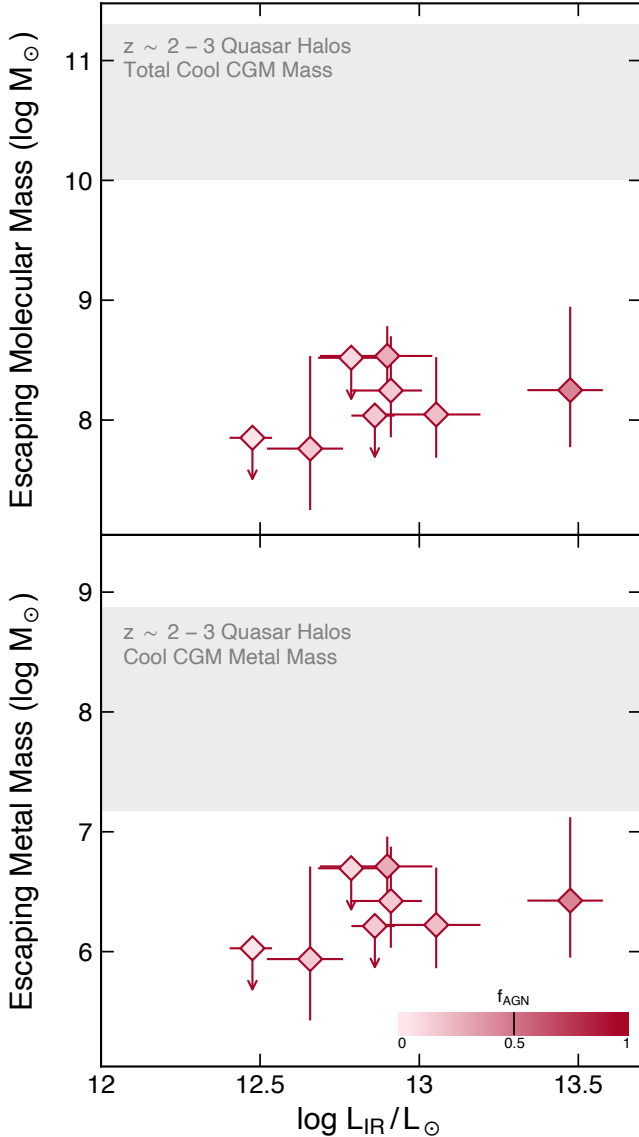 Escaping Molecular Mass (log M⊙)
11
10
9
8
z ~ 2 – 3 Quasar Halos
Total Cool CGM Mass
Escaping Metal Mass (log M⊙)
9
8
7
6
z ~ 2 – 3 Quasar Halos
Cool CGM Metal Mass
f_AGN
0 0.5 1
12 12.5 13 13.5
log L_IR/L⊙